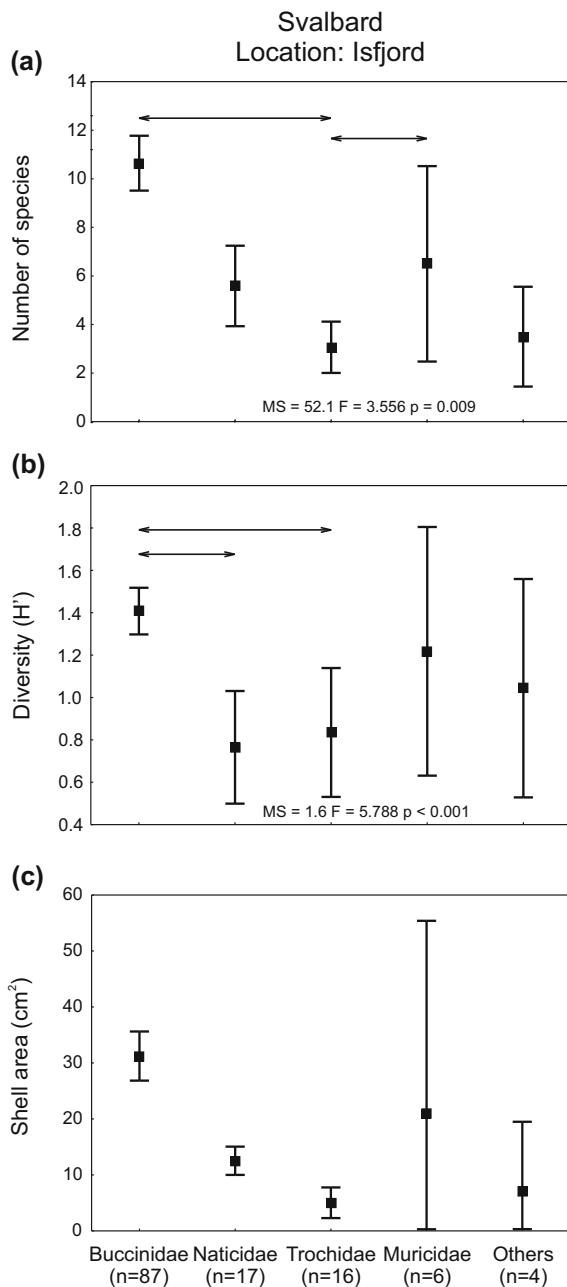 Svalbard
Location: Isfjord
(a)
14
12
10
8
6
4
2
0
Number of species
MS = 52.1 F = 3.556 p = 0.009
(b)
2.0
1.8
1.6
1.4
1.2
1.0
0.8
0.6
0.4
Diversity (H')
MS = 1.6 F = 5.788 p < 0.001
(c)
60
50
40
30
20
10
0
Shell area (cm²)
Buccinidae Naticidae Trochidae Muricidae Others
(n=87) (n=17) (n=16) (n=6) (n=4)